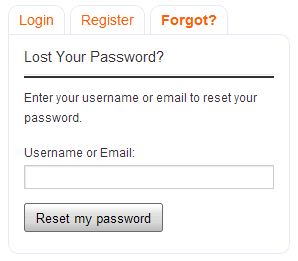 Login Register Forgot?
Lost Your Password?
Enter your username or email to reset your
password.
Username or Email:
Reset my password